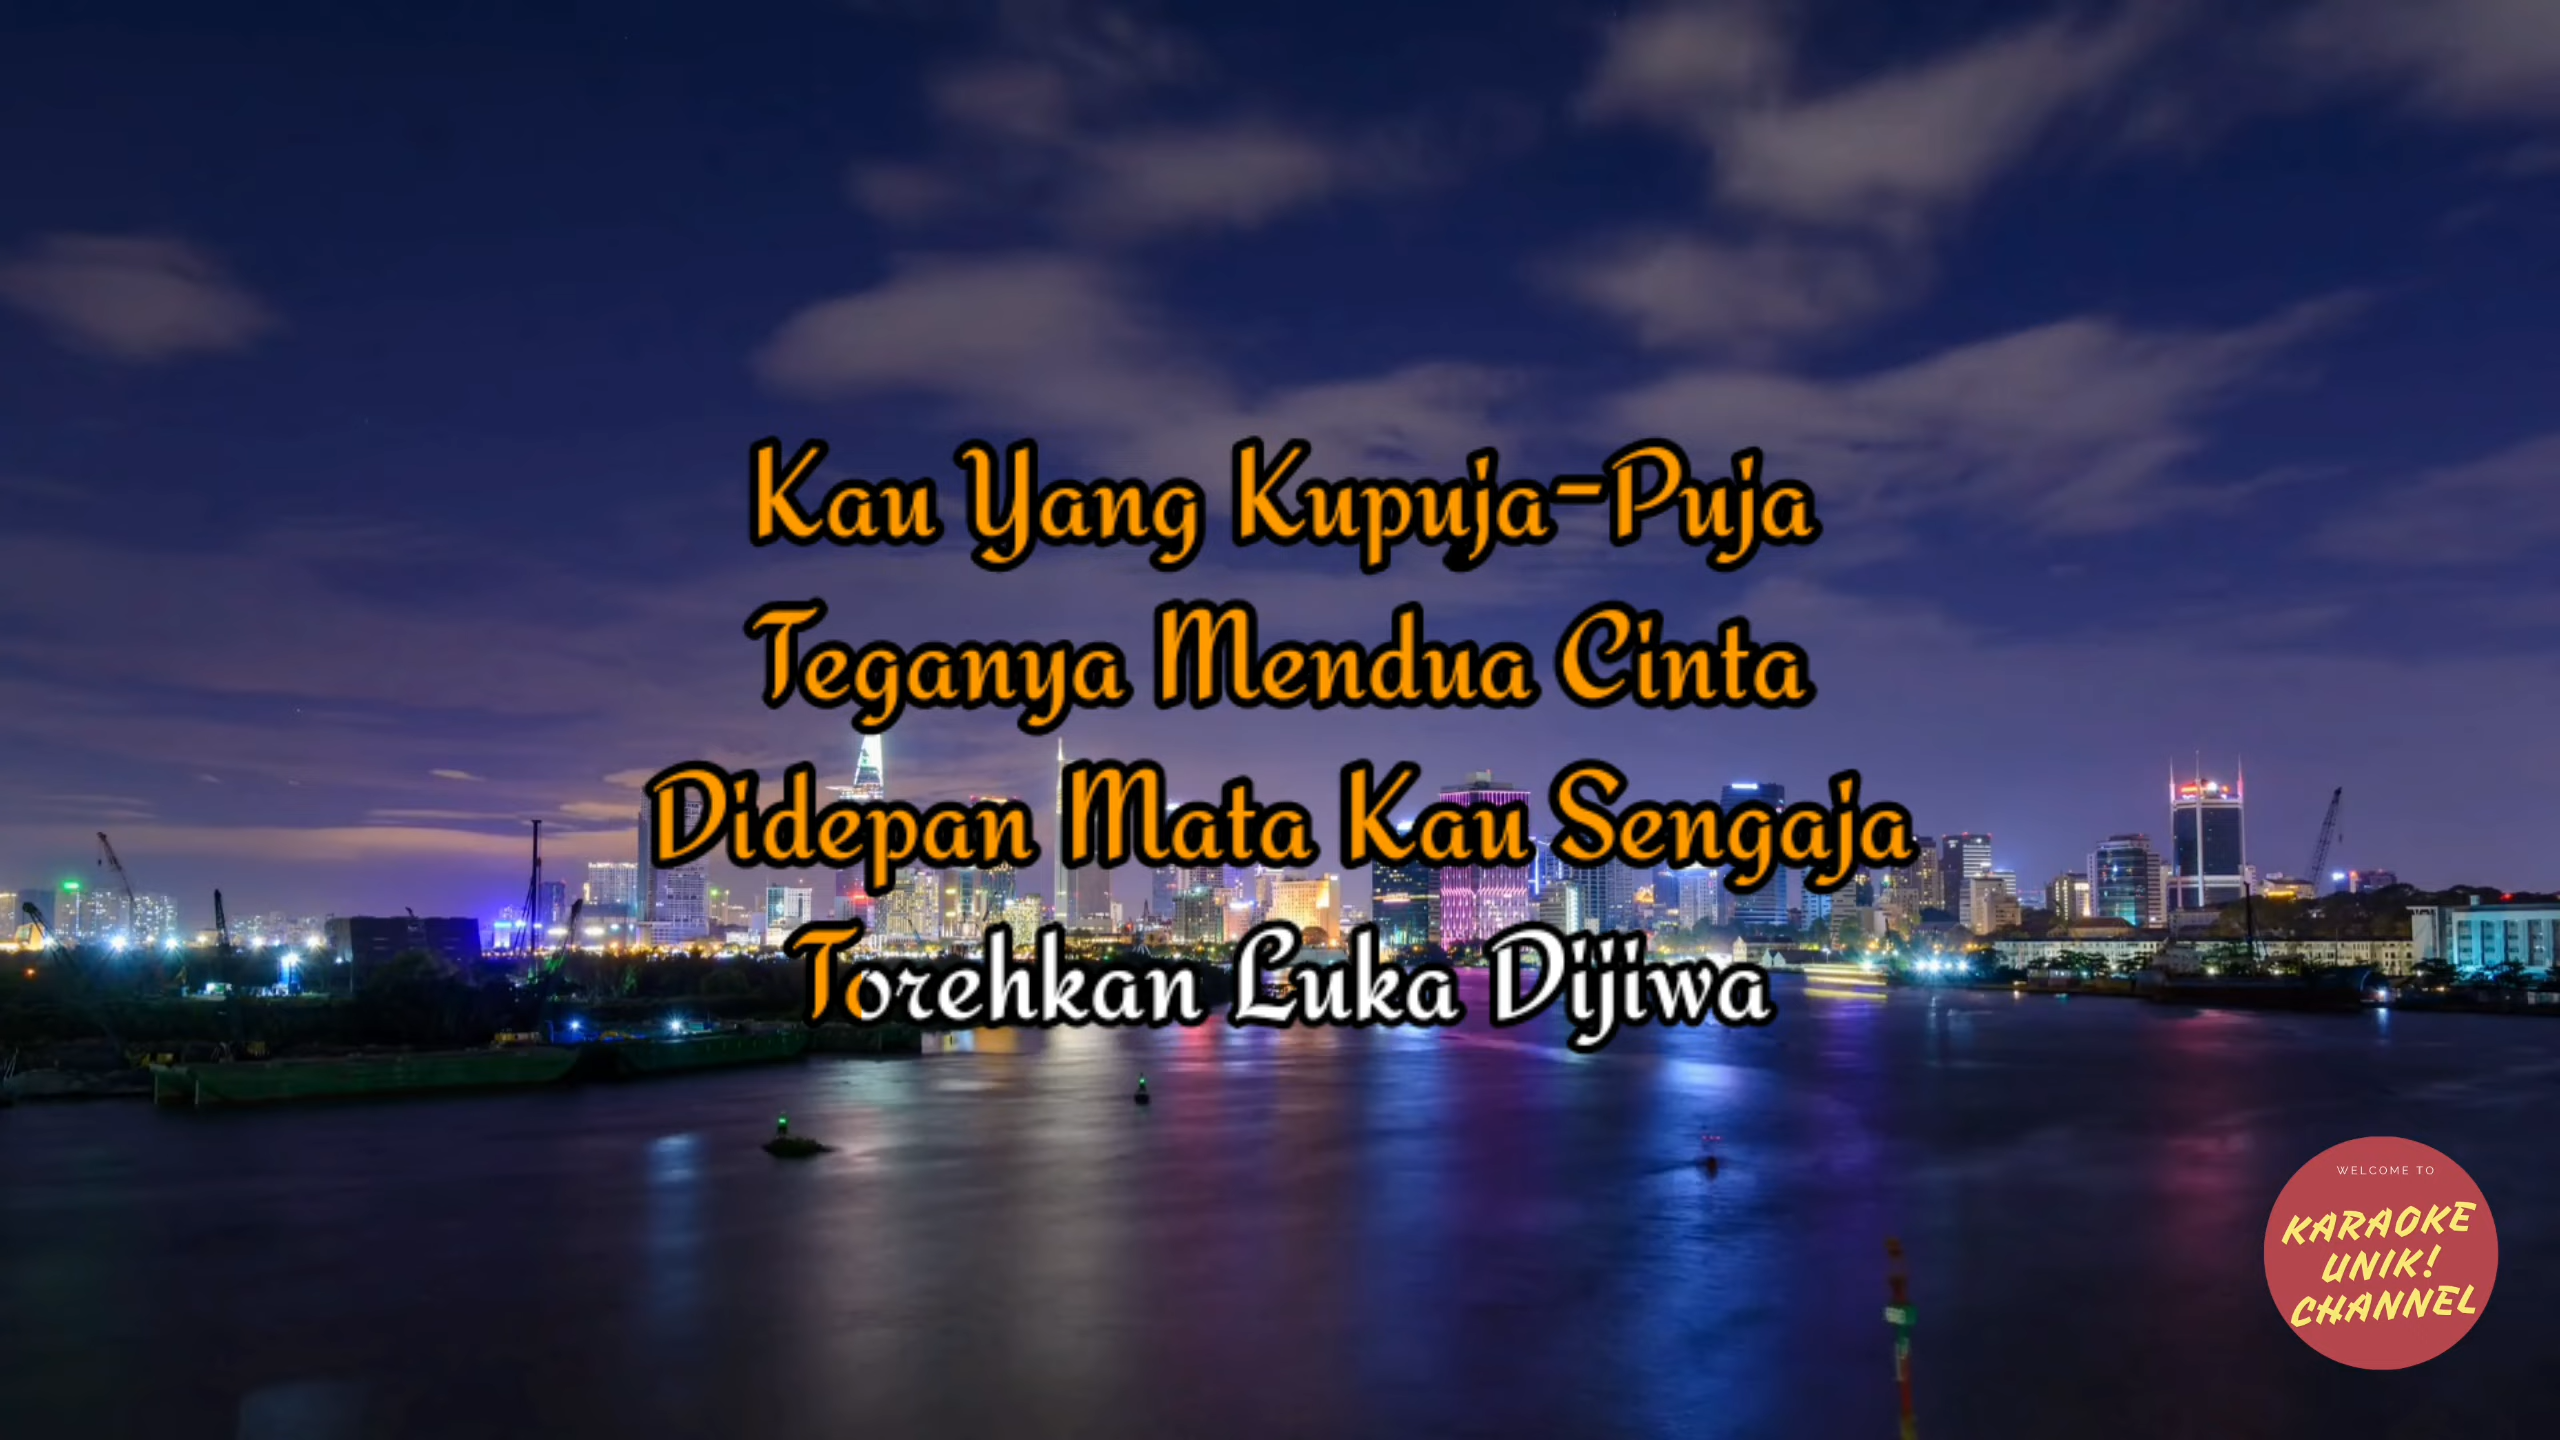 Kau Yang Kupuja-Puja
Teganya Mendua Cinta
Didepan Mata Kau Sengaja
Torehkan Luka Dijiwa
WELCOME TO
KARAOKE
UNIK!
CHANNEL